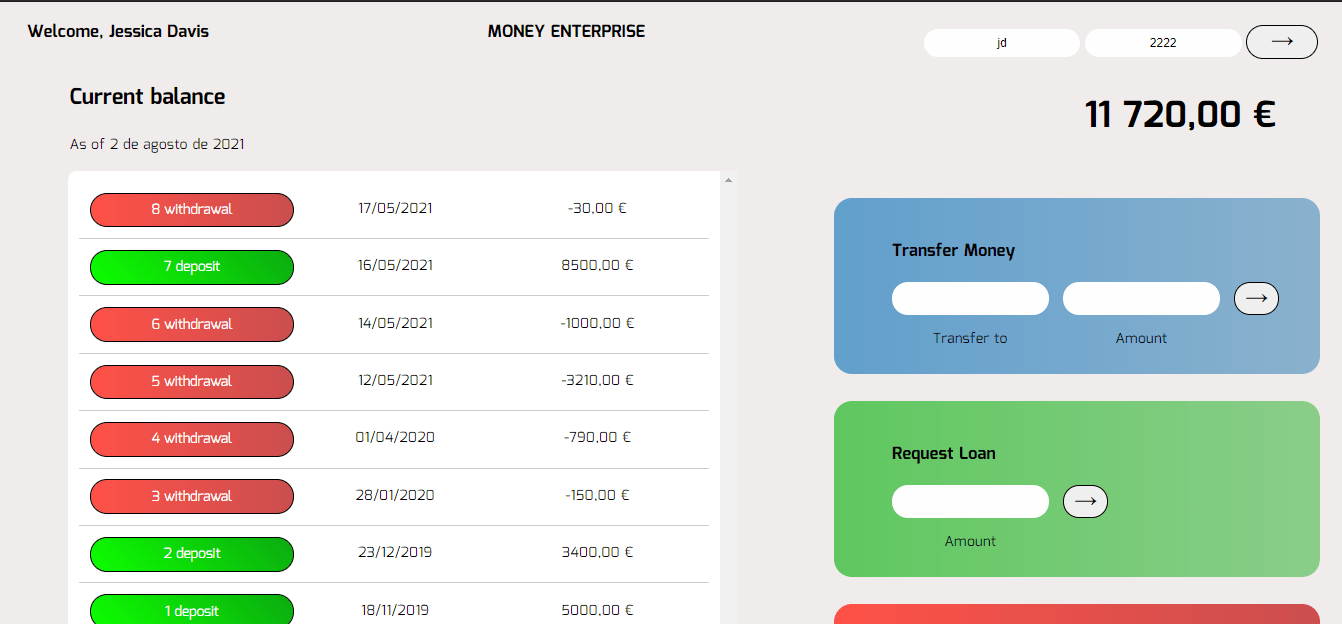 Welcome, Jessica Davis
MONEY ENTERPRISE
jd
2222
→
Current balance
11 720,00 €
As of 2 de agosto de 2021
8 withdrawal 17/05/2021 -30,00 €
7 deposit 16/05/2021 8500,00 €
6 withdrawal 14/05/2021 -1000,00 €
5 withdrawal 12/05/2021 -3210,00 €
4 withdrawal 01/04/2020 -790,00 €
3 withdrawal 28/01/2020 -150,00 €
2 deposit 23/12/2019 3400,00 €
1 deposit 18/11/2019 5000,00 €
Transfer Money
→
Transfer to Amount
Request Loan
→
Amount